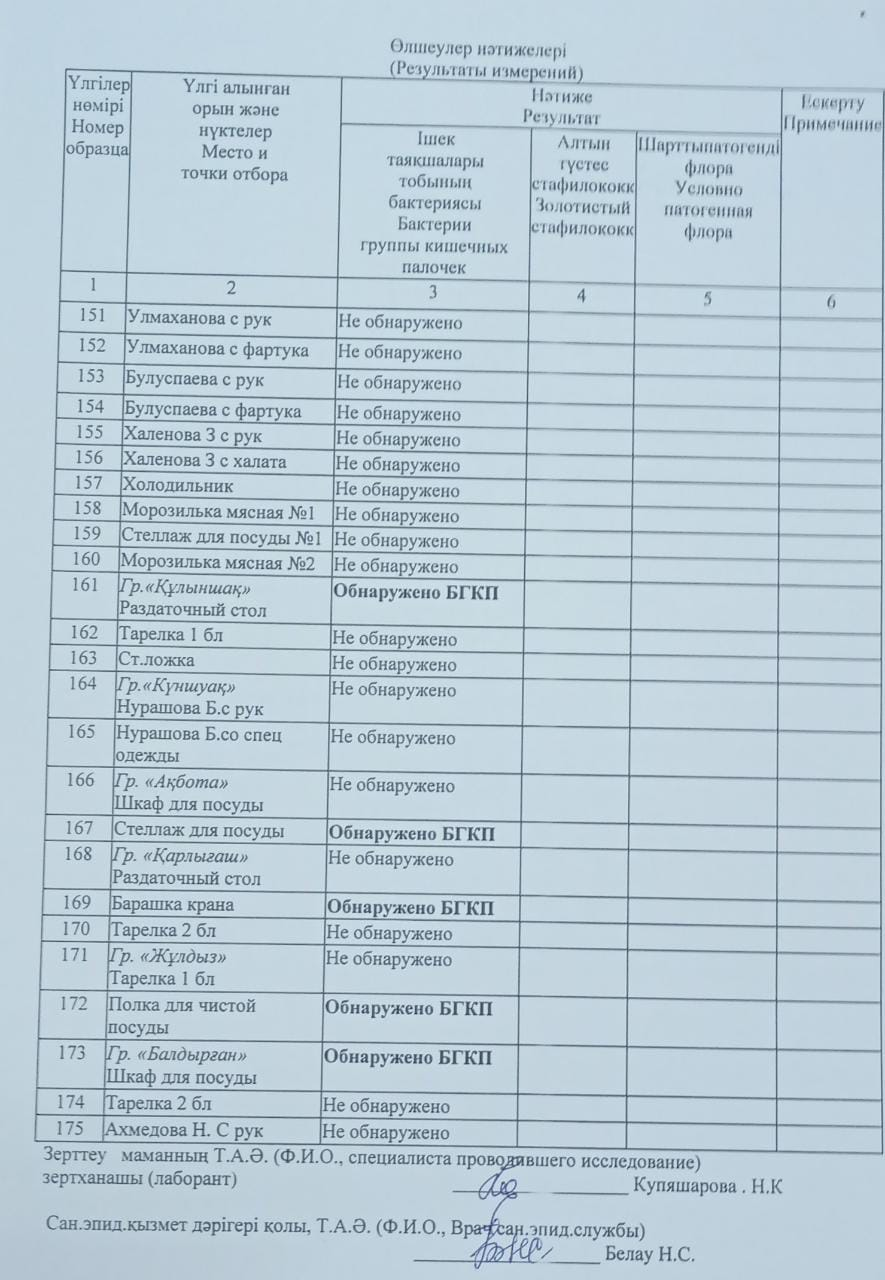 Өлшеулер нәтижелері
(Результаты измерений)
Үлгілер нөмірі Номер образца
Үлгі алынған орын және нүктелер Место и точки отбора
Нәтиже Результат
Ескерту Примечание
Ішек таяқшалары тобының бактериясы Бактерии группы кишечных палочек
Алтын түстес стафилококк Золотистый стафилококк
Шарттыпатогенді флора Условно патогенная флора
1 2 3 4 5 6
151 Улмаханова с рук Не обнаружено
152 Улмаханова с фартука Не обнаружено
153 Булуспаева с рук Не обнаружено
154 Булуспаева с фартука Не обнаружено
155 Халенова З с рук Не обнаружено
156 Халенова З с халата Не обнаружено
157 Холодильник Не обнаружено
158 Морозилька мясная №1 Не обнаружено
159 Стеллаж для посуды №1 Не обнаружено
160 Морозилька мясная №2 Не обнаружено
161 Гр.«Құлыншақ» Обнаружено БГКП
Раздаточный стол
162 Тарелка 1 бл Не обнаружено
163 Ст.ложка Не обнаружено
164 Гр.«Күншуақ» Не обнаружено
Нурашова Б.с рук
165 Нурашова Б.со спец Не обнаружено
одежды
166 Гр. «Ақбота» Не обнаружено
Шкаф для посуды
167 Стеллаж для посуды Обнаружено БГКП
168 Гр. «Қарлығаш» Не обнаружено
Раздаточный стол
169 Барашка крана Обнаружено БГКП
170 Тарелка 2 бл Не обнаружено
171 Гр. «Жұлдыз» Не обнаружено
Тарелка 1 бл
172 Полка для чистой Обнаружено БГКП
посуды
173 Гр. «Балдырған» Обнаружено БГКП
Шкаф для посуды
174 Тарелка 2 бл Не обнаружено
175 Ахмедова Н. С рук Не обнаружено
Зерттеу маманның Т.А.Ә. (Ф.И.О., специалиста проводившего исследование)
зертханашы (лаборант) Купяшарова . Н.К
Сан.эпид.қызмет дәрігері қолы, Т.А.Ә. (Ф.И.О., Врач сан.эпид.службы)
Белау Н.С.